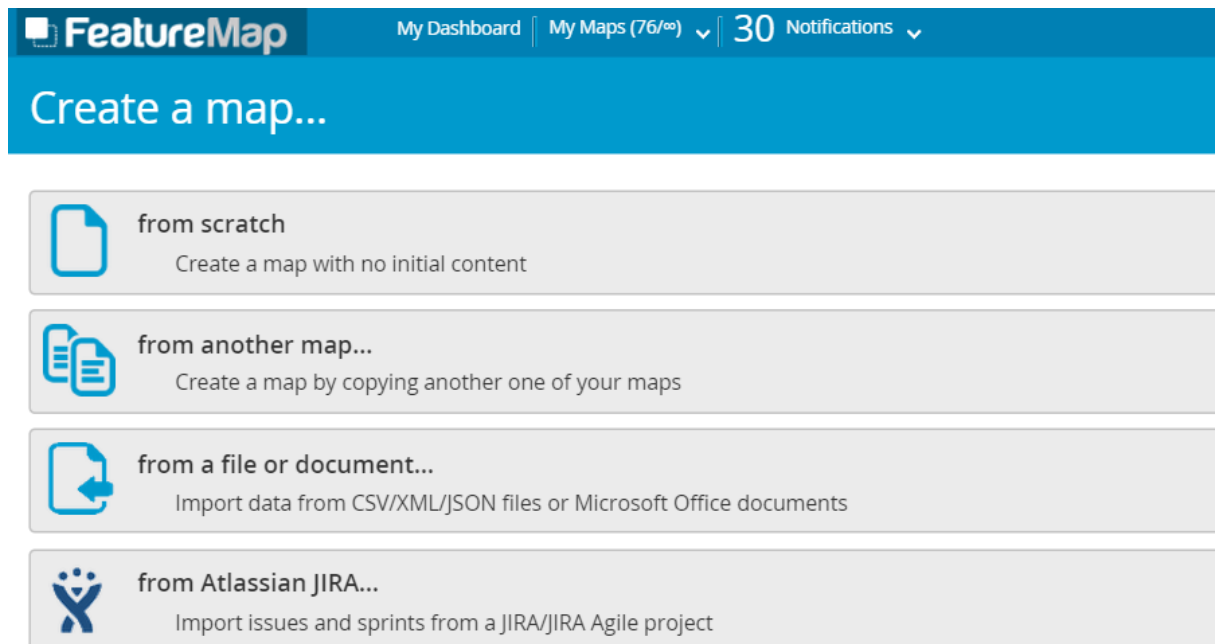 FeatureMap My Dashboard My Maps (76/∞) 30 Notifications
Create a map...
from scratch
Create a map with no initial content
from another map...
Create a map by copying another one of your maps
from a file or document...
Import data from CSV/XML/JSON files or Microsoft Office documents
from Atlassian JIRA...
Import issues and sprints from a JIRA/JIRA Agile project